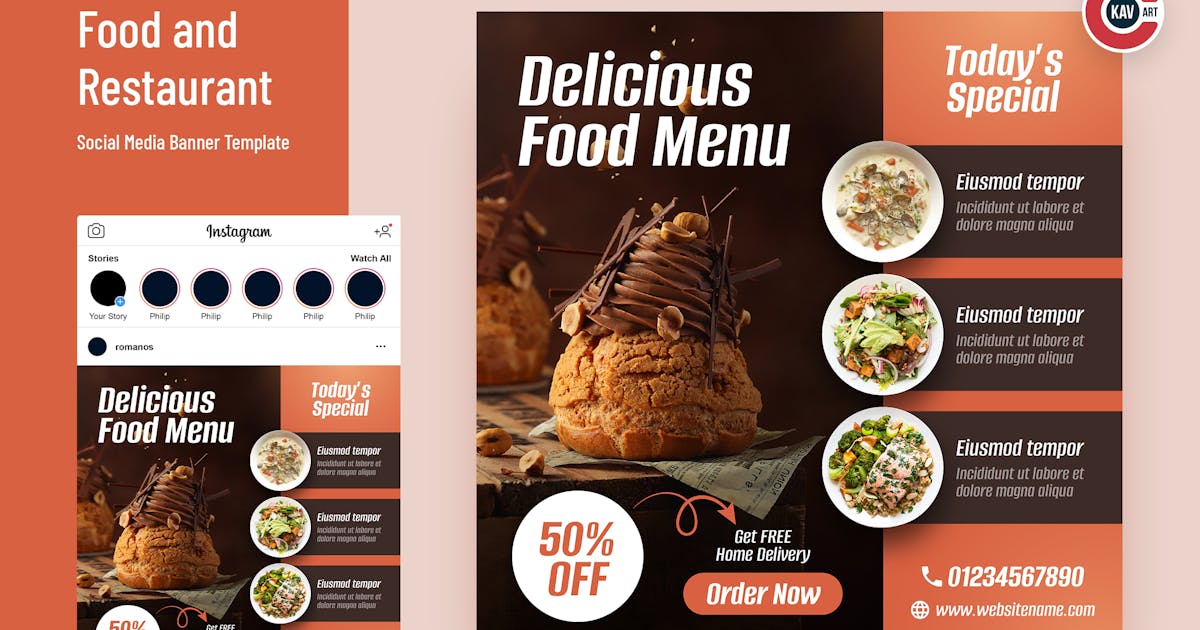 Food and
Restaurant
Social Media Banner Template
Instagram
Stories
Watch All
Your Story
Philip
Philip
Philip
Philip
Philip
romanos
Delicious
Food Menu
Today's
Special
Eiusmod tempor
Incididunt ut labore et
dolore magna aliqua
Eiusmod tempor
Incididunt ut labore et
dolore magna aliqua
Eiusmod tempor
Incididunt ut labore et
dolore magna aliqua
50%
Get FREE
KAV
ART
Delicious
Food Menu
Today's
Special
Eiusmod tempor
Incididunt ut labore et
dolore magna aliqua
Eiusmod tempor
Incididunt ut labore et
dolore magna aliqua
Eiusmod tempor
Incididunt ut labore et
dolore magna aliqua
50%
OFF
Get FREE
Home Delivery
Order Now
01234567890
www.websitename.com